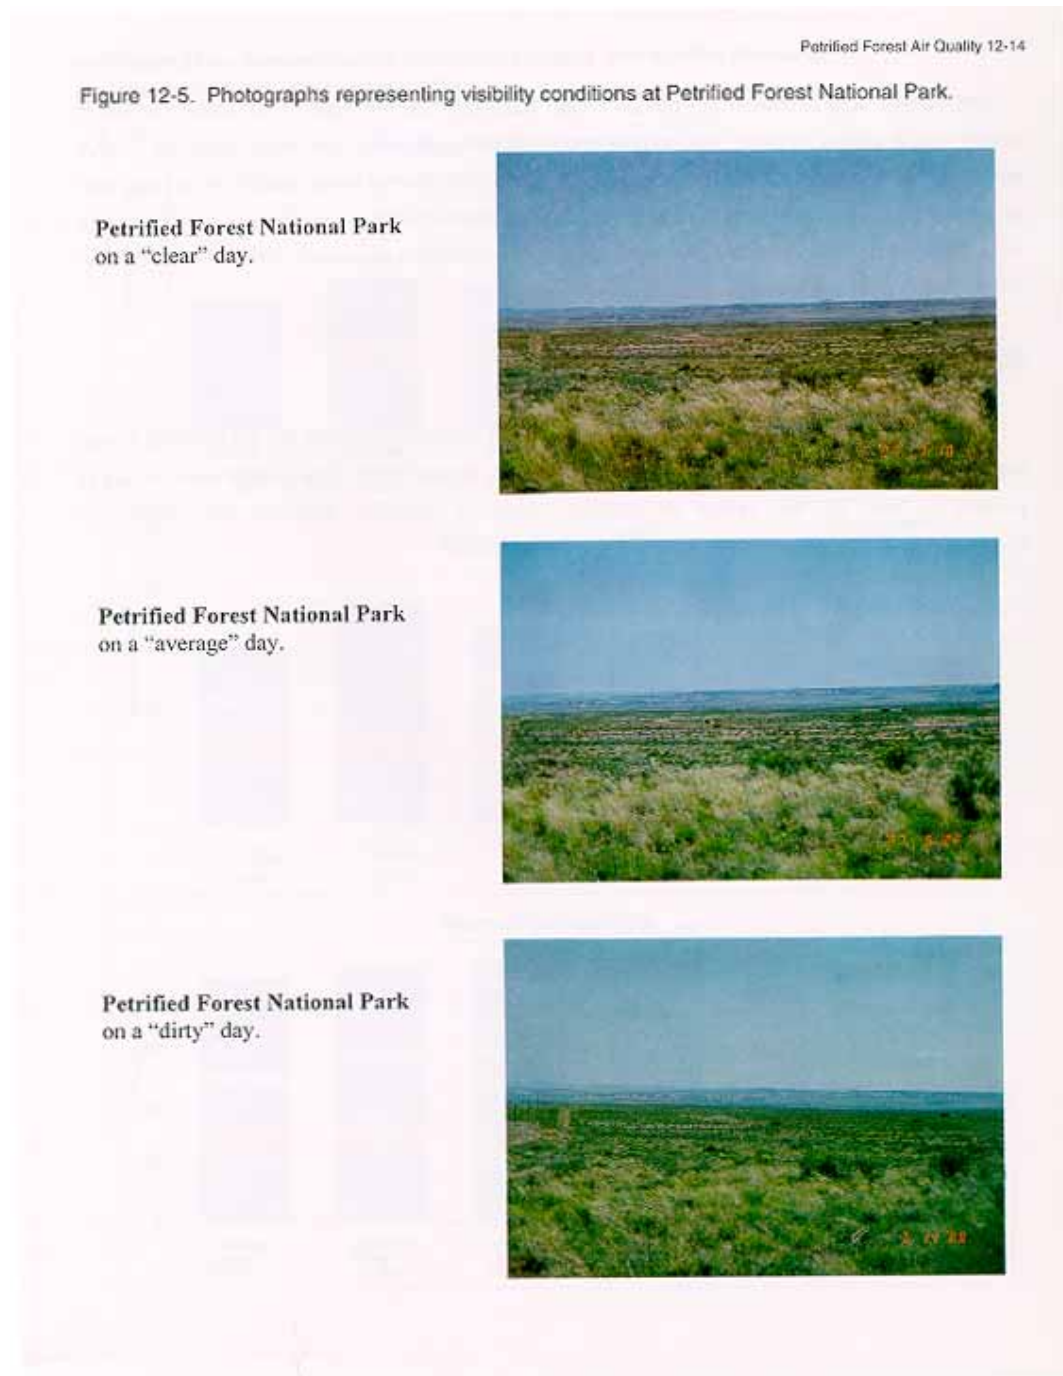 Petrified Forest Air Quality 12-14
Figure 12-5. Photographs representing visibility conditions at Petrified Forest National Park.
Petrified Forest National Park
on a “clear” day.
Petrified Forest National Park
on a “average” day.
Petrified Forest National Park
on a “dirty” day.